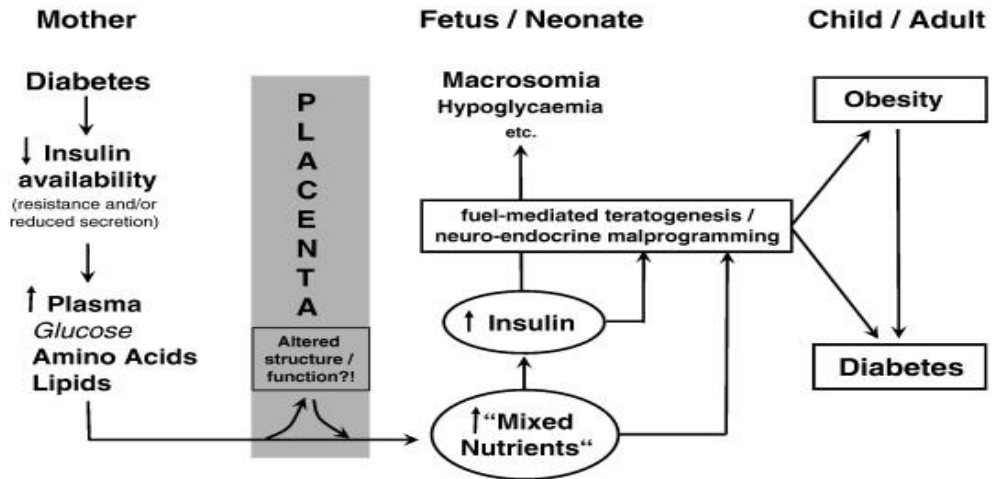 Mother
Fetus / Neonate
Child / Adult
Diabetes
↓ Insulin
availability
(resistance and/or
reduced secretion)
↑ Plasma
Glucose
Amino Acids
Lipids
P
L
A
C
E
N
T
A
Altered
structure /
function?!
Macrosomia
Hypoglycaemia
etc.
fuel-mediated teratogenesis /
neuro-endocrine malprogramming
↑ Insulin
↑"Mixed
Nutrients“
Obesity
Diabetes